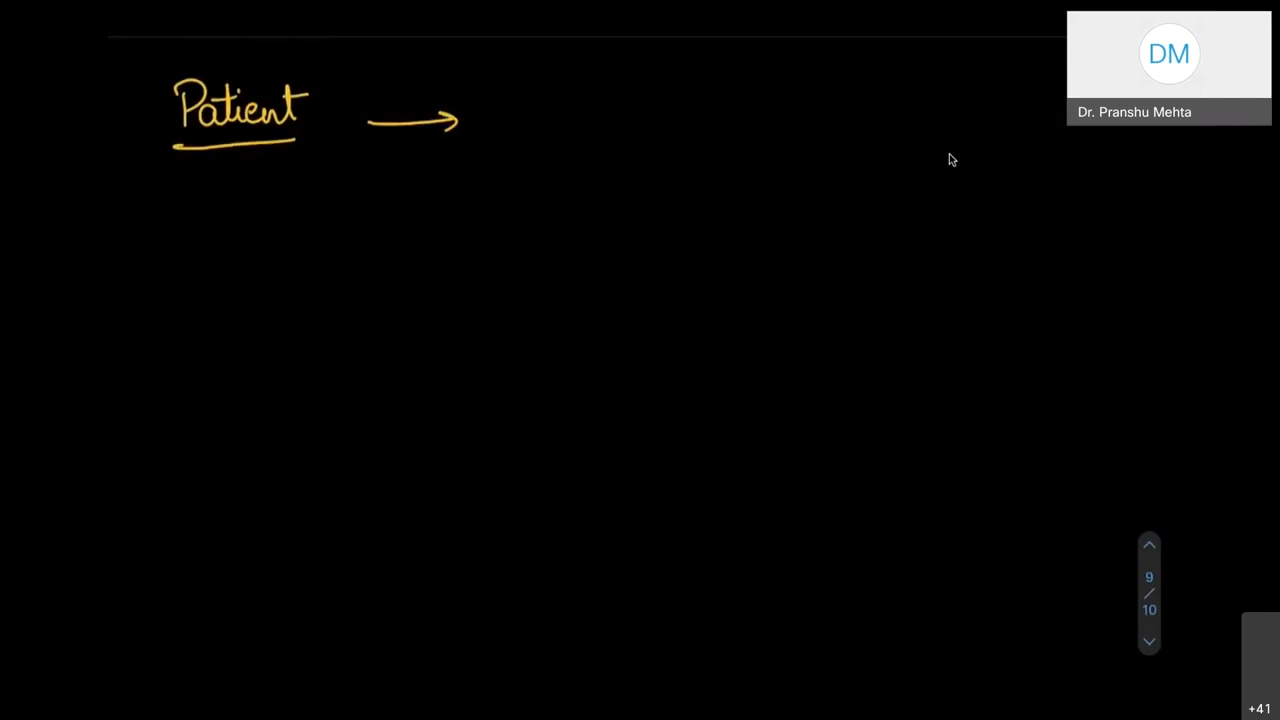 Patient →
DM
Dr. Pranshu Mehta
9
/
10
+41